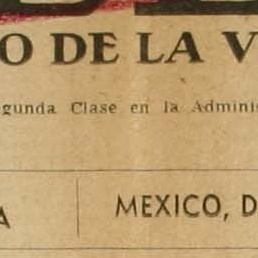 O DE LA V
gunda Clase en la Adminis
A
MEXICO, D